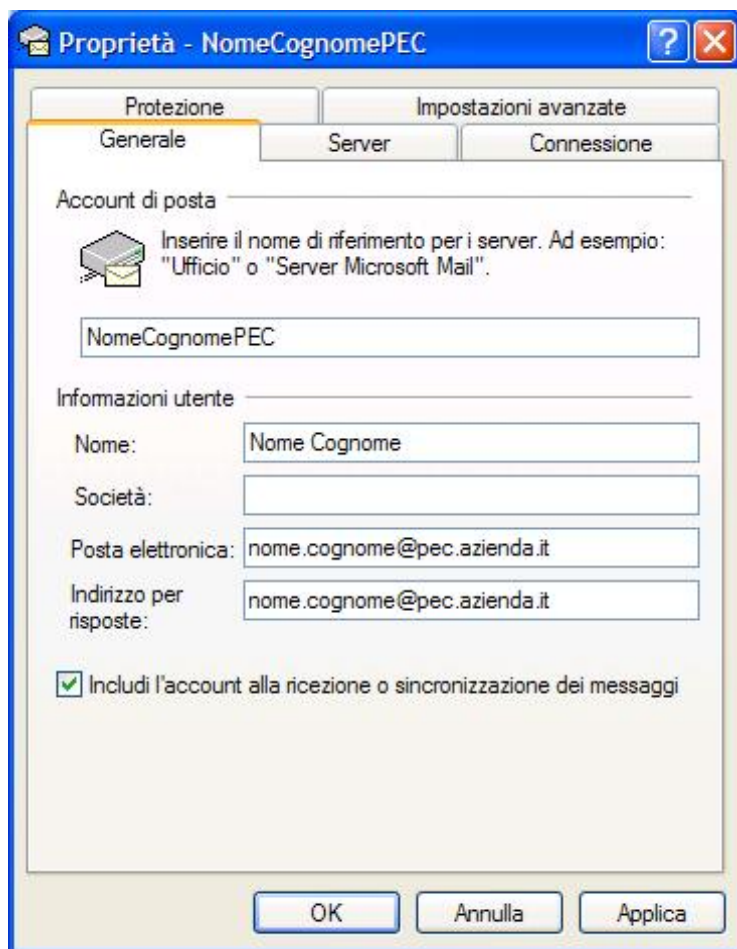 Proprietà - NomeCognomePEC
Protezione
Impostazioni avanzate
Generale
Server
Connessione
Account di posta
Inserire il nome di riferimento per i server. Ad esempio:
"Ufficio" o "Server Microsoft Mail".
NomeCognomePEC
Informazioni utente
Nome: Nome Cognome
Società:
Posta elettronica: nome.cognome@pec.azienda.it
Indirizzo per
risposte: nome.cognome@pec.azienda.it
Includi l'account alla ricezione o sincronizzazione dei messaggi
OK
Annulla
Applica